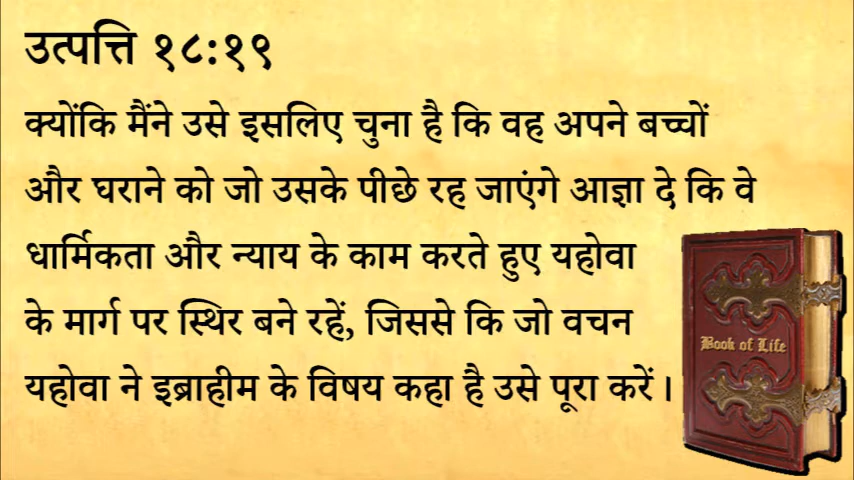 उत्पत्ति १८:१९
क्योंकि मैंने उसे इसलिए चुना है कि वह अपने बच्चों
और घराने को जो उसके पीछे रह जाएंगे आज्ञा दे कि वे
धार्मिकता और न्याय के काम करते हुए यहोवा
के मार्ग पर स्थिर बने रहें, जिससे कि जो वचन
यहोवा ने इब्राहीम के विषय कहा है उसे पूरा करें।
Book of Life